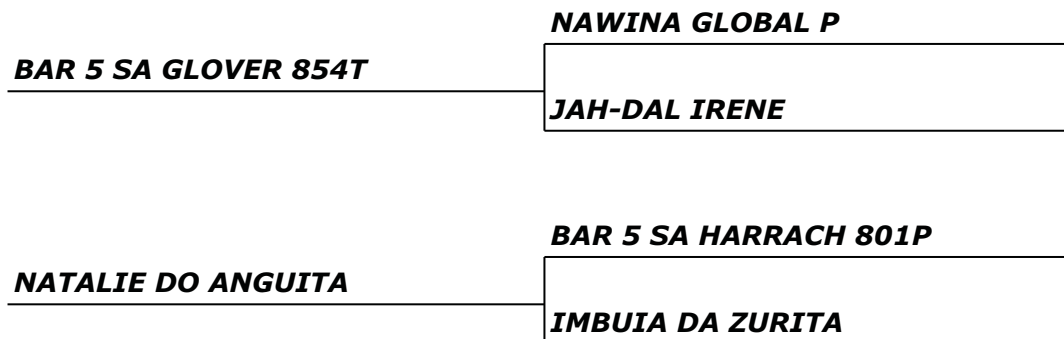 NAWINA GLOBAL P
BAR 5 SA GLOVER 854T
JAH-DAL IRENE
BAR 5 SA HARRACH 801P
NATALIE DO ANGUITA
IMBUIA DA ZURITA